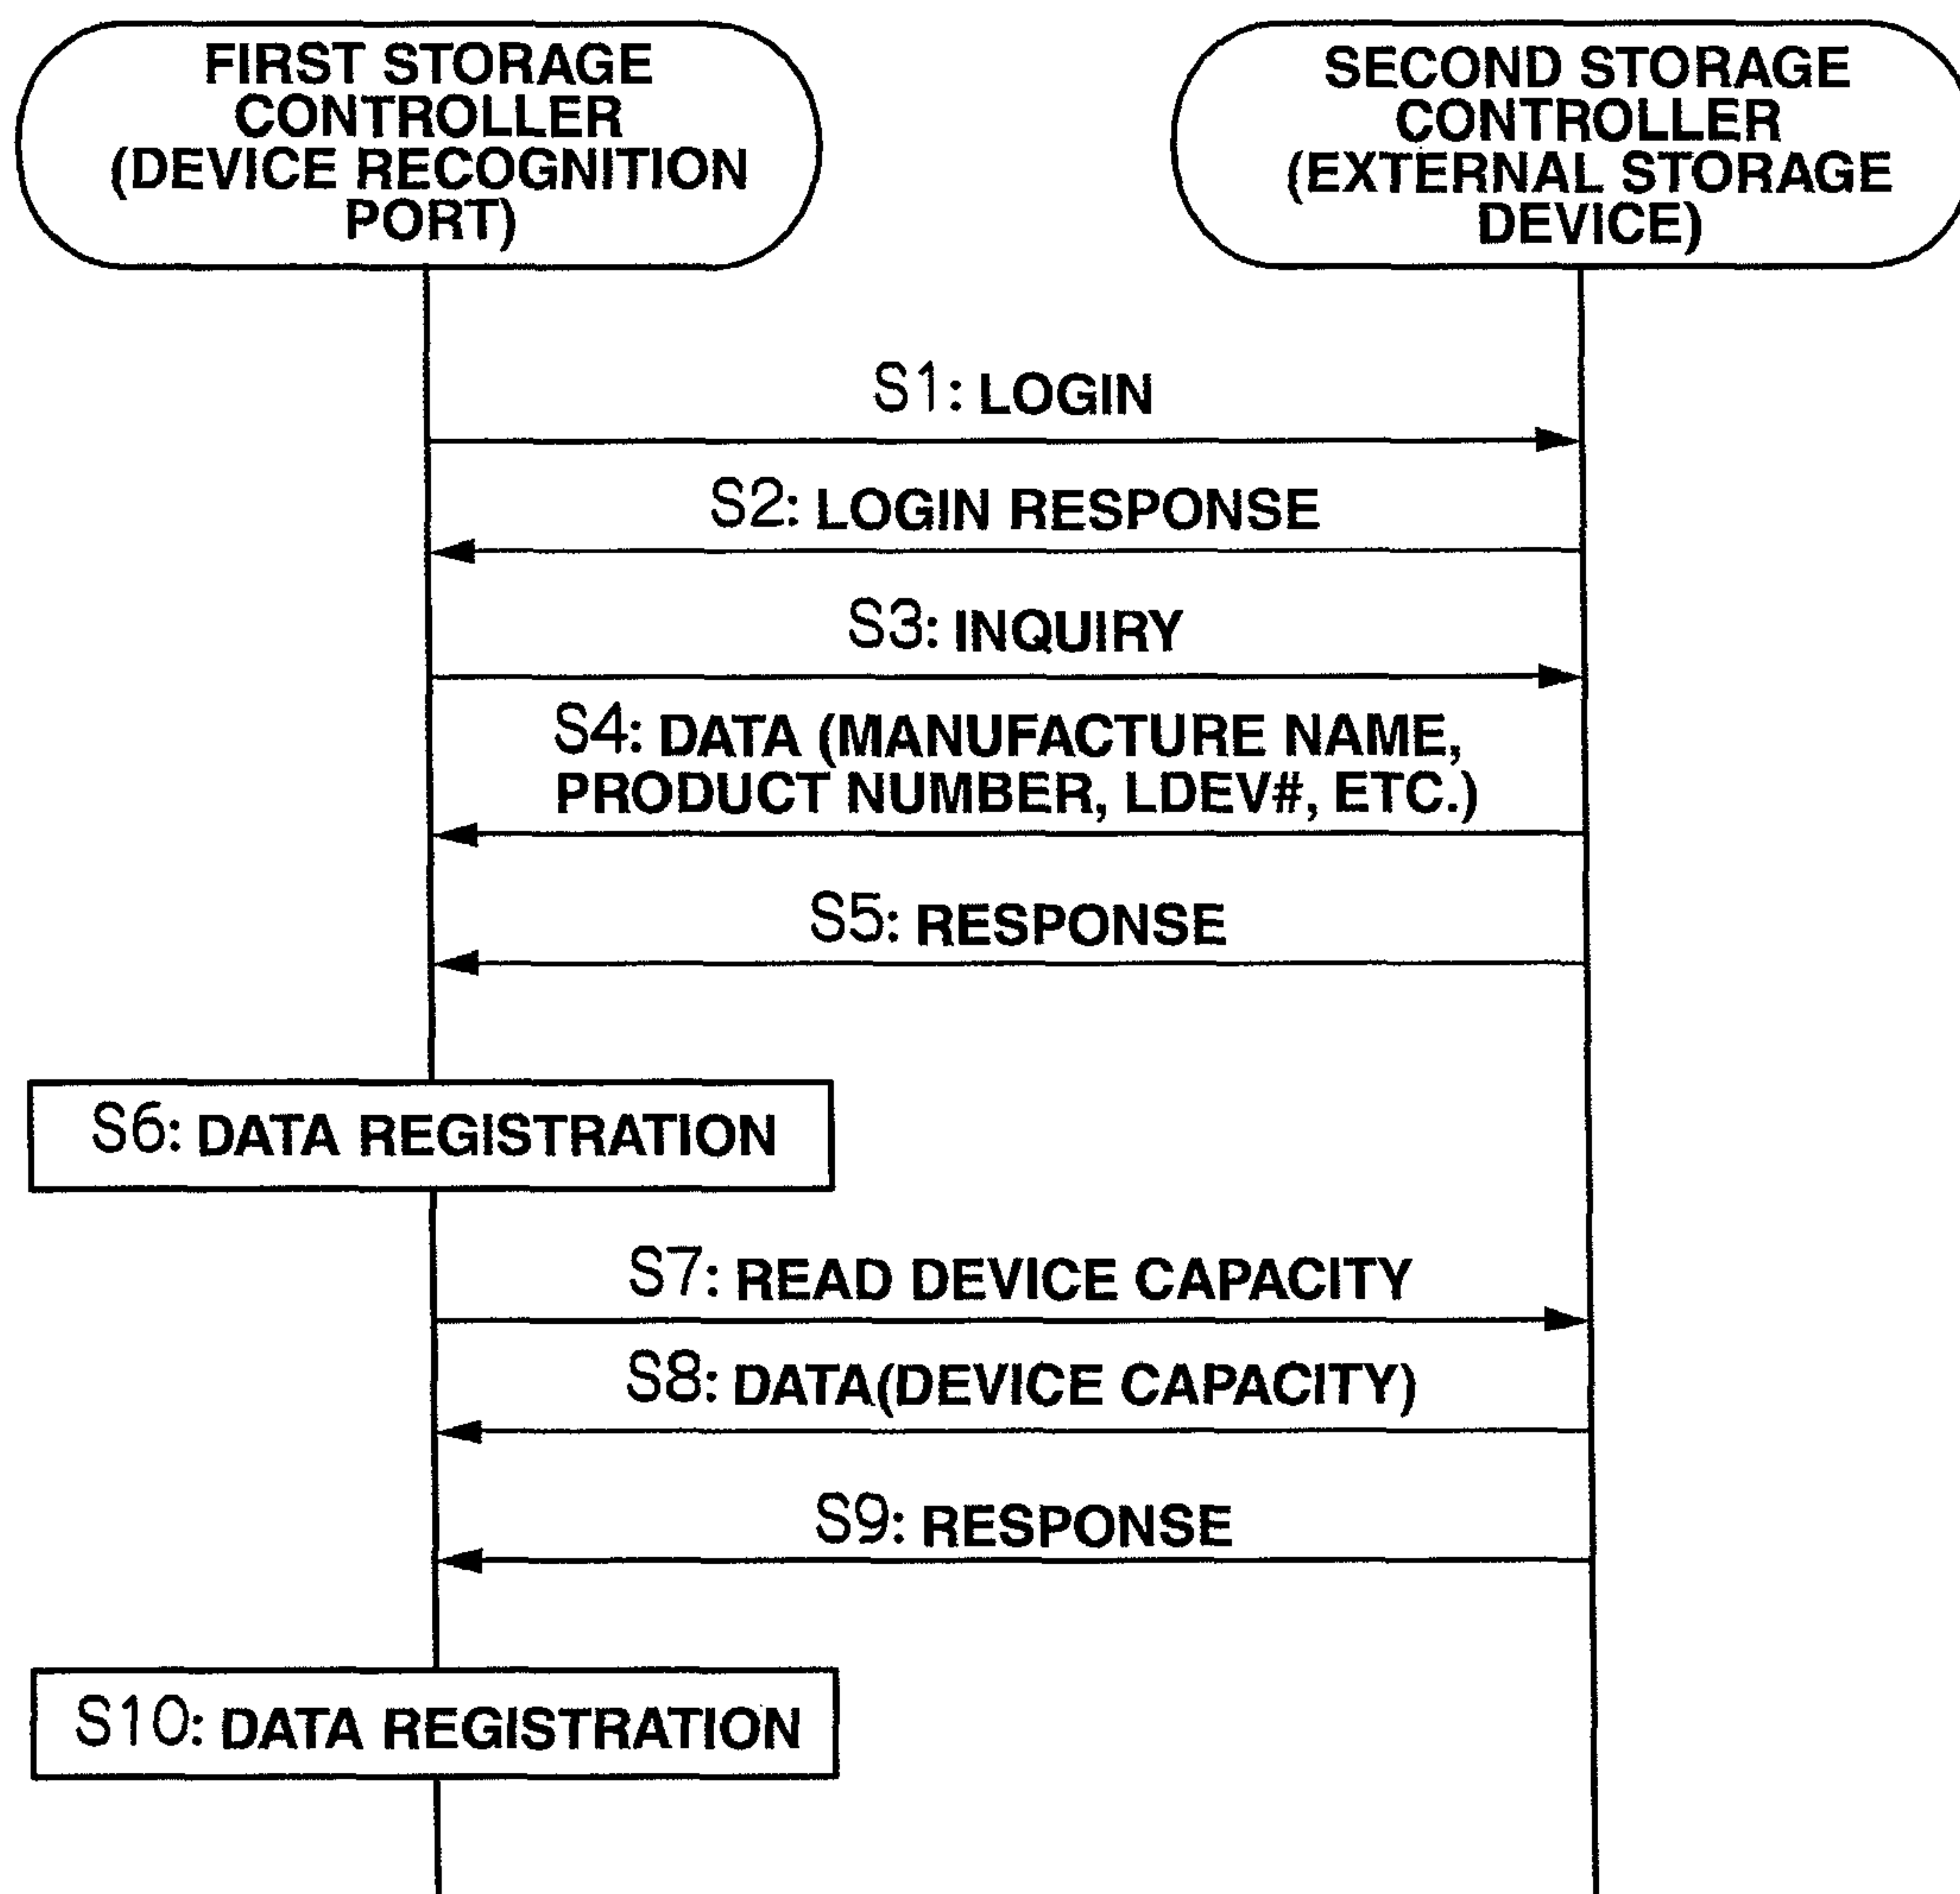 FIRST STORAGE
CONTROLLER
(DEVICE RECOGNITION
PORT)
SECOND STORAGE
CONTROLLER
(EXTERNAL STORAGE
DEVICE)
S1: LOGIN
S2: LOGIN RESPONSE
S3: INQUIRY
S4: DATA (MANUFACTURE NAME,
PRODUCT NUMBER, LDEV#, ETC.)
S5: RESPONSE
S6: DATA REGISTRATION
S7: READ DEVICE CAPACITY
S8: DATA(DEVICE CAPACITY)
S9: RESPONSE
S10: DATA REGISTRATION